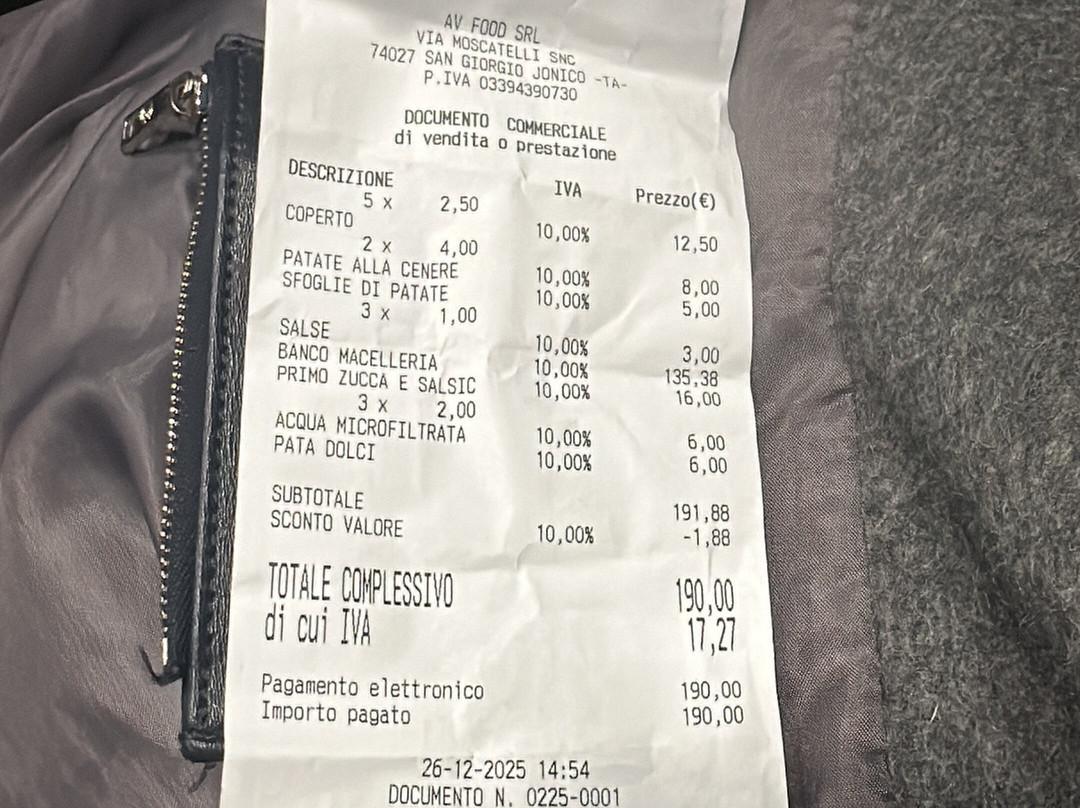 AV FOOD SRL
VIA MOSCATELLI SNC
74027 SAN GIORGIO JONICO -TA-
P.IVA 03394390730
DOCUMENTO COMMERCIALE
di vendita o prestazione
DESCRIZIONE IVA Prezzo(€)
5 x 2,50
COPERTO 10,00% 12,50
2 x 4,00
PATATE ALLA CENERE 10,00% 8,00
SFOGLIE DI PATATE 10,00% 5,00
3 x 1,00
SALSE 10,00% 3,00
BANCO MACELLERIA 10,00% 135,38
PRIMO ZUCCA E SALSIC 10,00% 16,00
3 x 2,00
ACQUA MICROFILTRATA 10,00% 6,00
PATA DOLCI 10,00% 6,00
SUBTOTALE 191,88
SCONTO VALORE 10,00% -1,88
TOTALE COMPLESSIVO 190,00
di cui IVA 17,27
Pagamento elettronico 190,00
Importo pagato 190,00
26-12-2025 14:54
DOCUMENTO N. 0225-0001